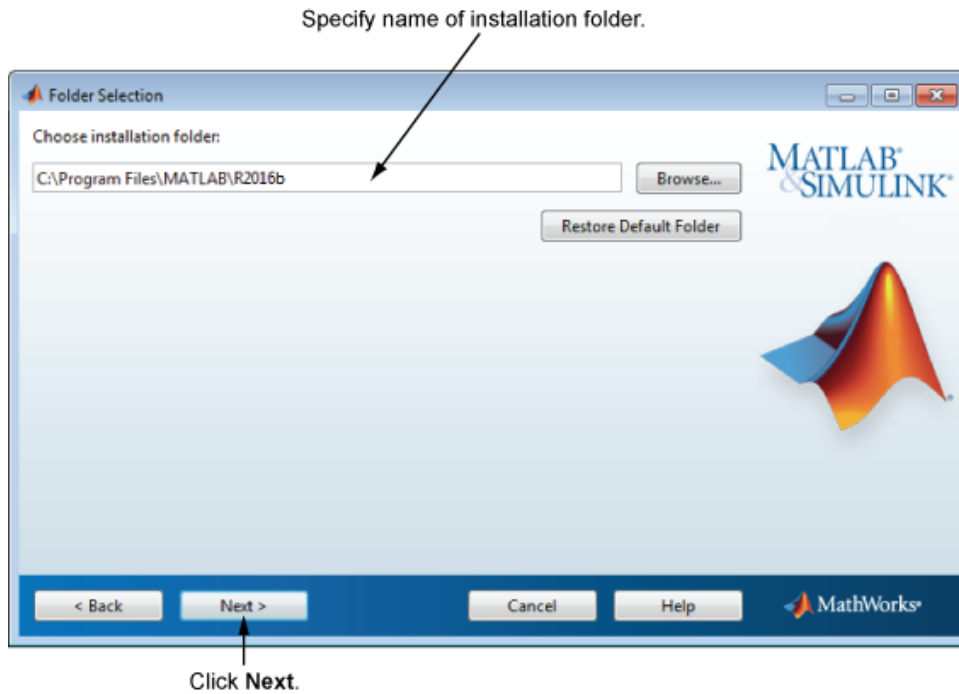 Specify name of installation folder.
Folder Selection
Choose installation folder:
C:\Program Files\MATLAB\R2016b
Browse...
Restore Default Folder
MATLAB®
&SIMULINK®
®
< Back
Next >
Cancel
Help
MathWorks®
Click Next.